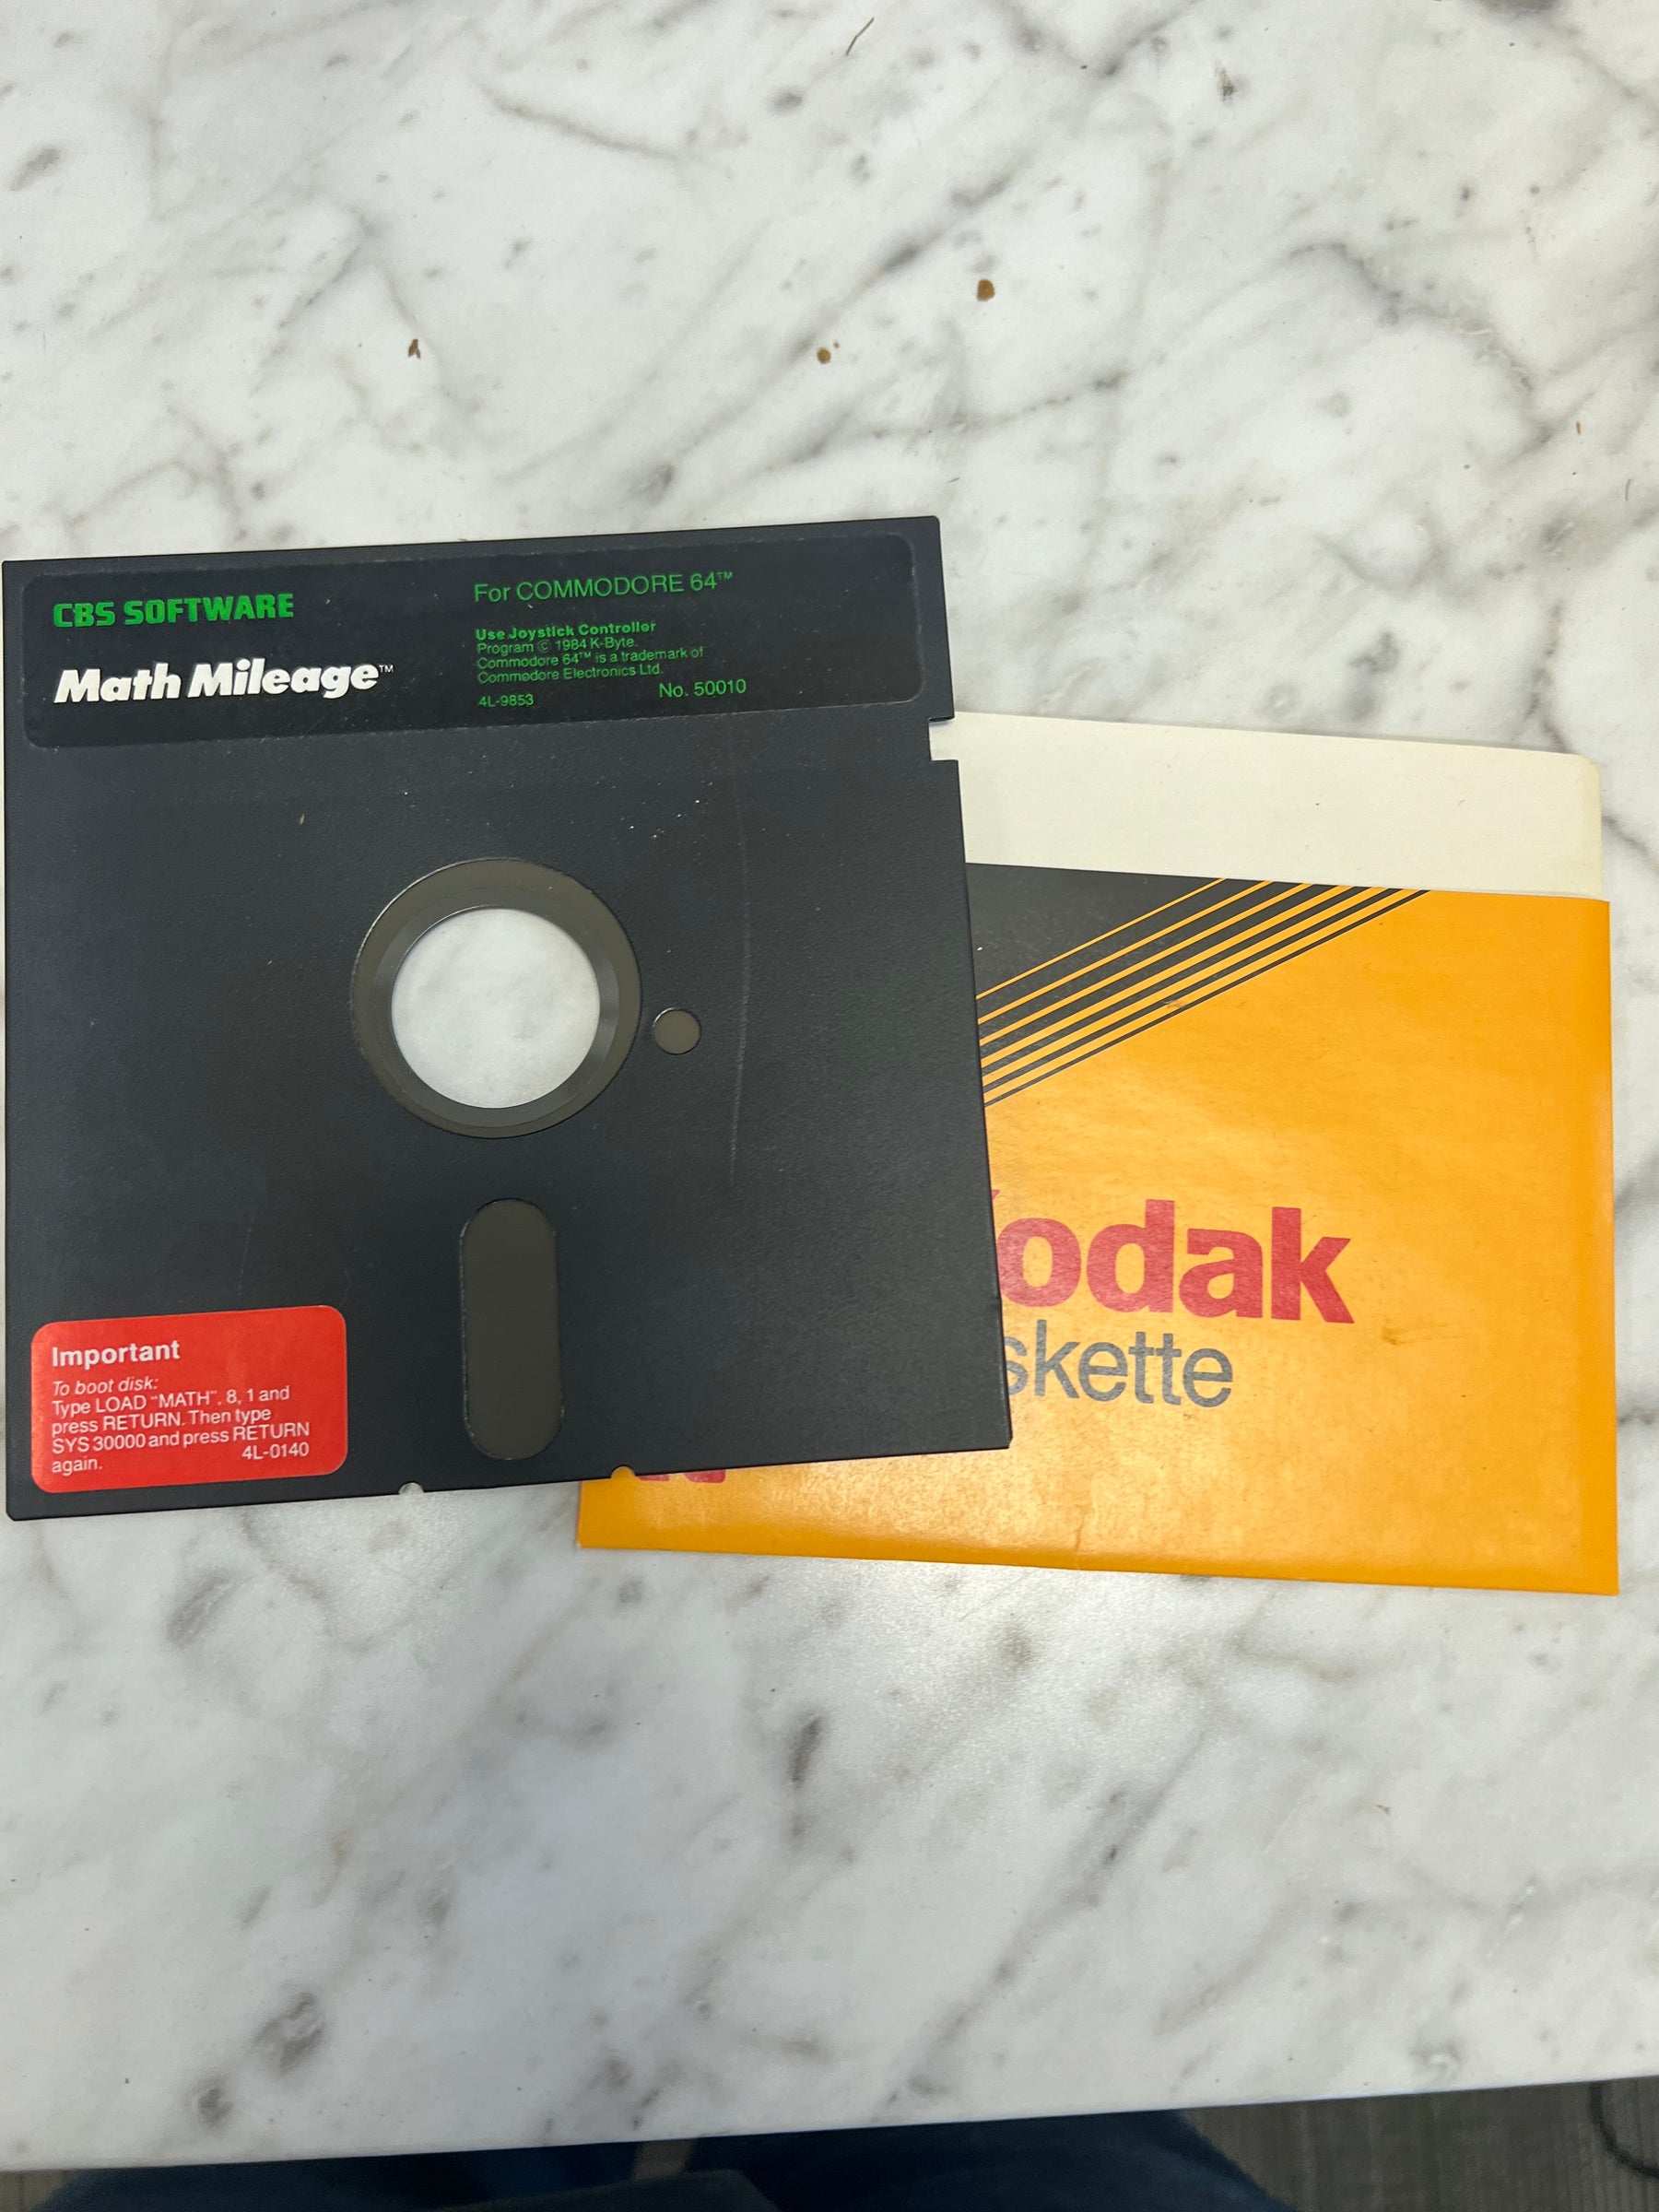 CBS SOFTWARE
Math Mileage™
For COMMODORE 64™
Use Joystick Controller
Program © 1984 K-Byte.
Commodore 64™ is a trademark of
Commodore Electronics Ltd.
4L-9853 No. 50010
Important
To boot disk:
Type LOAD "MATH". 8, 1 and
press RETURN. Then type
SYS 30000 and press RETURN
again. 4L-0140
odak
skette